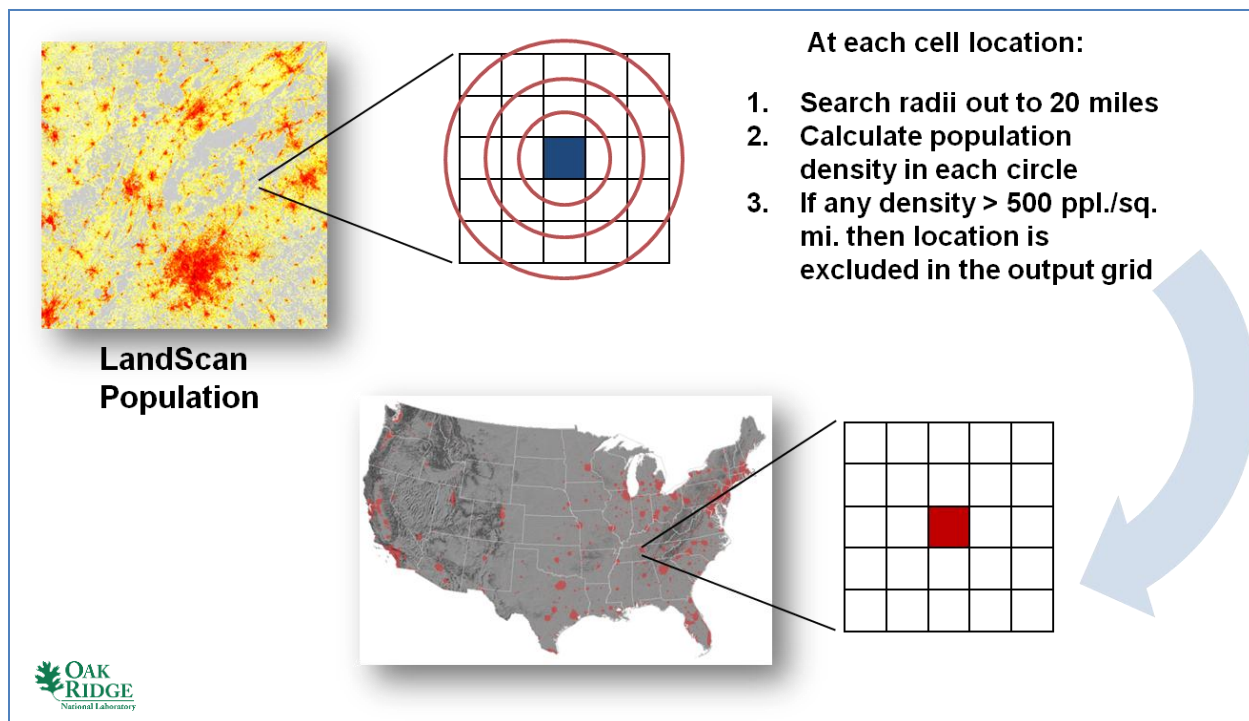 At each cell location:
1. Search radii out to 20 miles
2. Calculate population
density in each circle
3. If any density > 500 ppl./sq.
mi. then location is
excluded in the output grid
LandScan
Population
OAK
RIDGE
National Laboratory